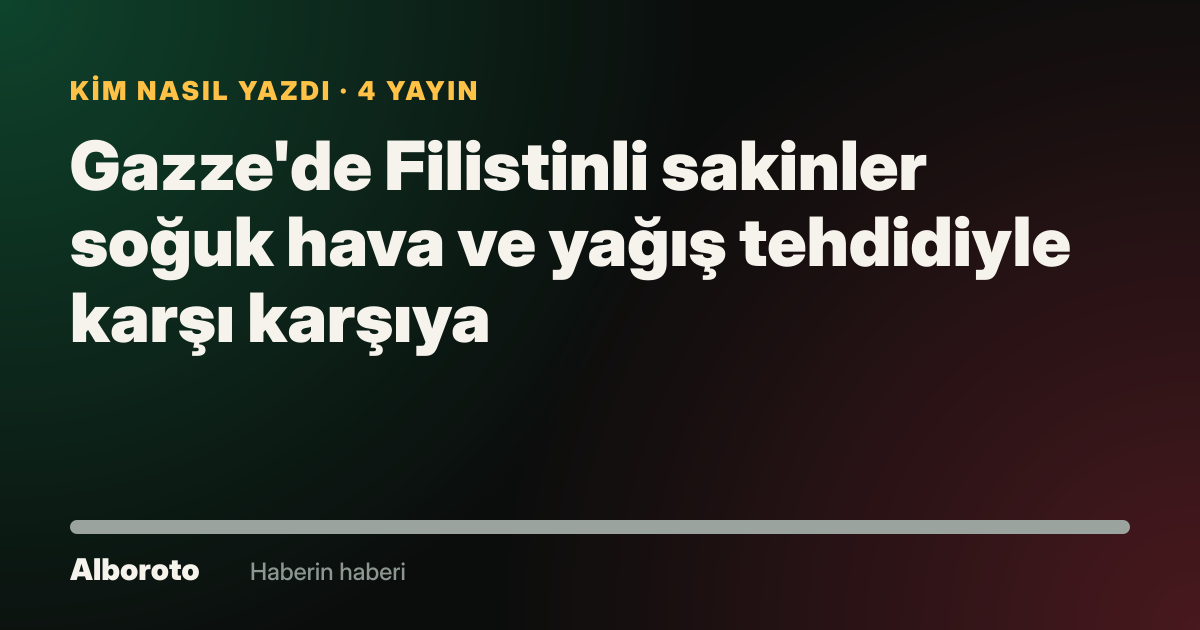 KİM NASIL YAZDI · 4 YAYIN
Gazze'de Filistinli sakinler
soğuk hava ve yağış tehdidiyle
karşı karşıya
Alboroto Haberin haberi